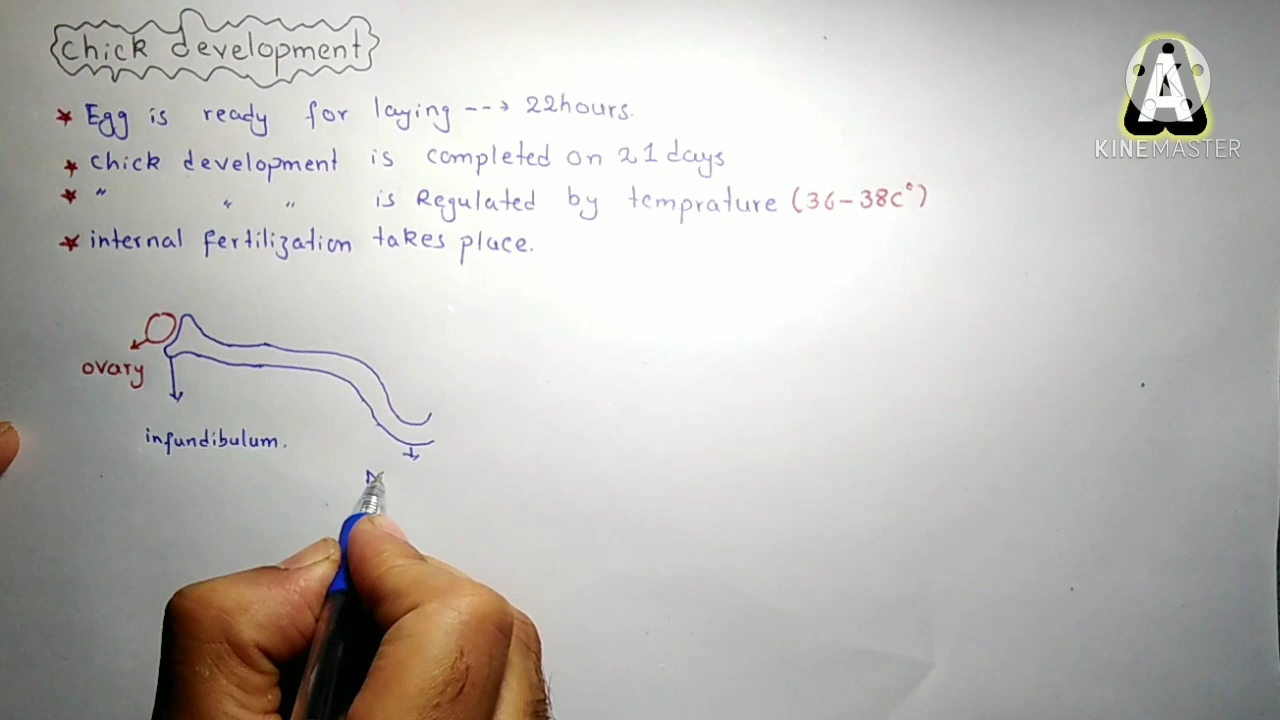 chick development
Egg is ready for laying --→ 22hours.
chick development is completed on 21 days
" " " is Regulated by temprature (36-38c°)
internal fertilization takes place.
ovary
infundibulum.
A
K
KINEMASTER